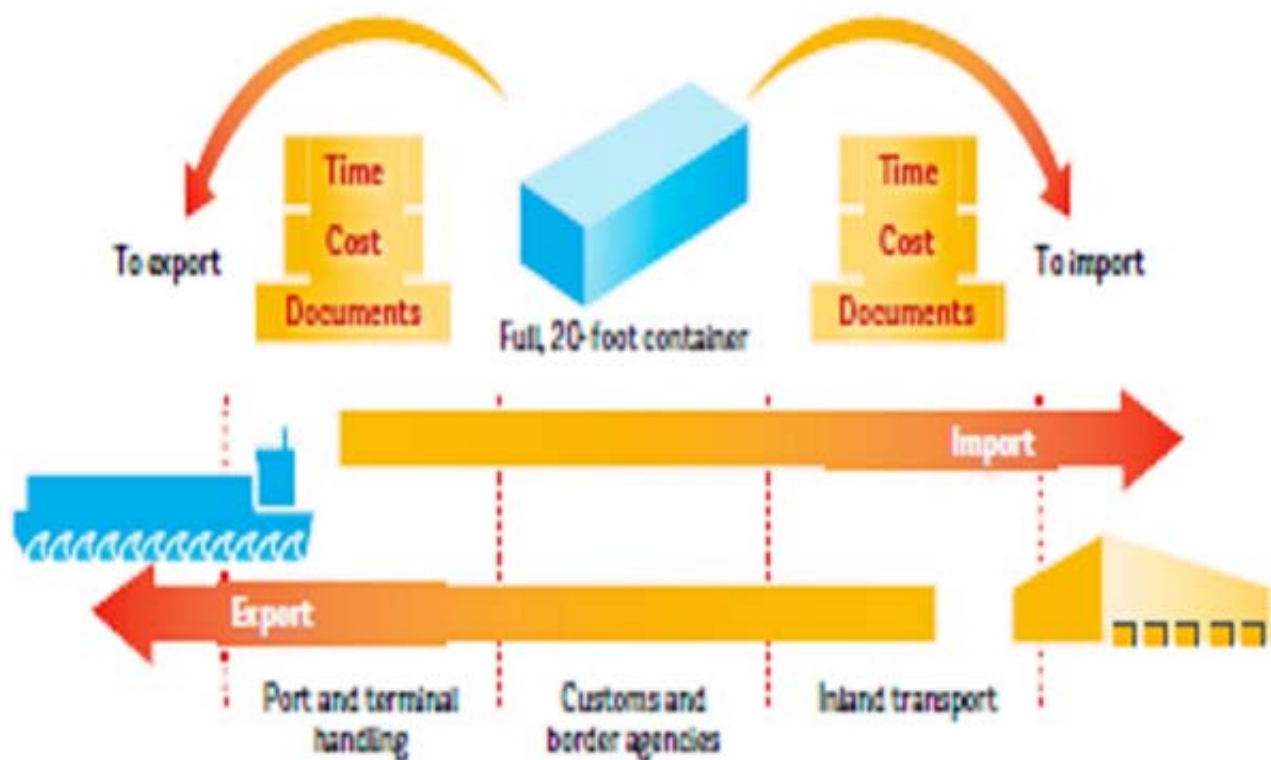 Time
Time
Cost
Cost
To export
To import
Documents
Documents
Full, 20-foot container
Import
Export
Port and terminal
handling
Customs and
border agencies
Inland transport